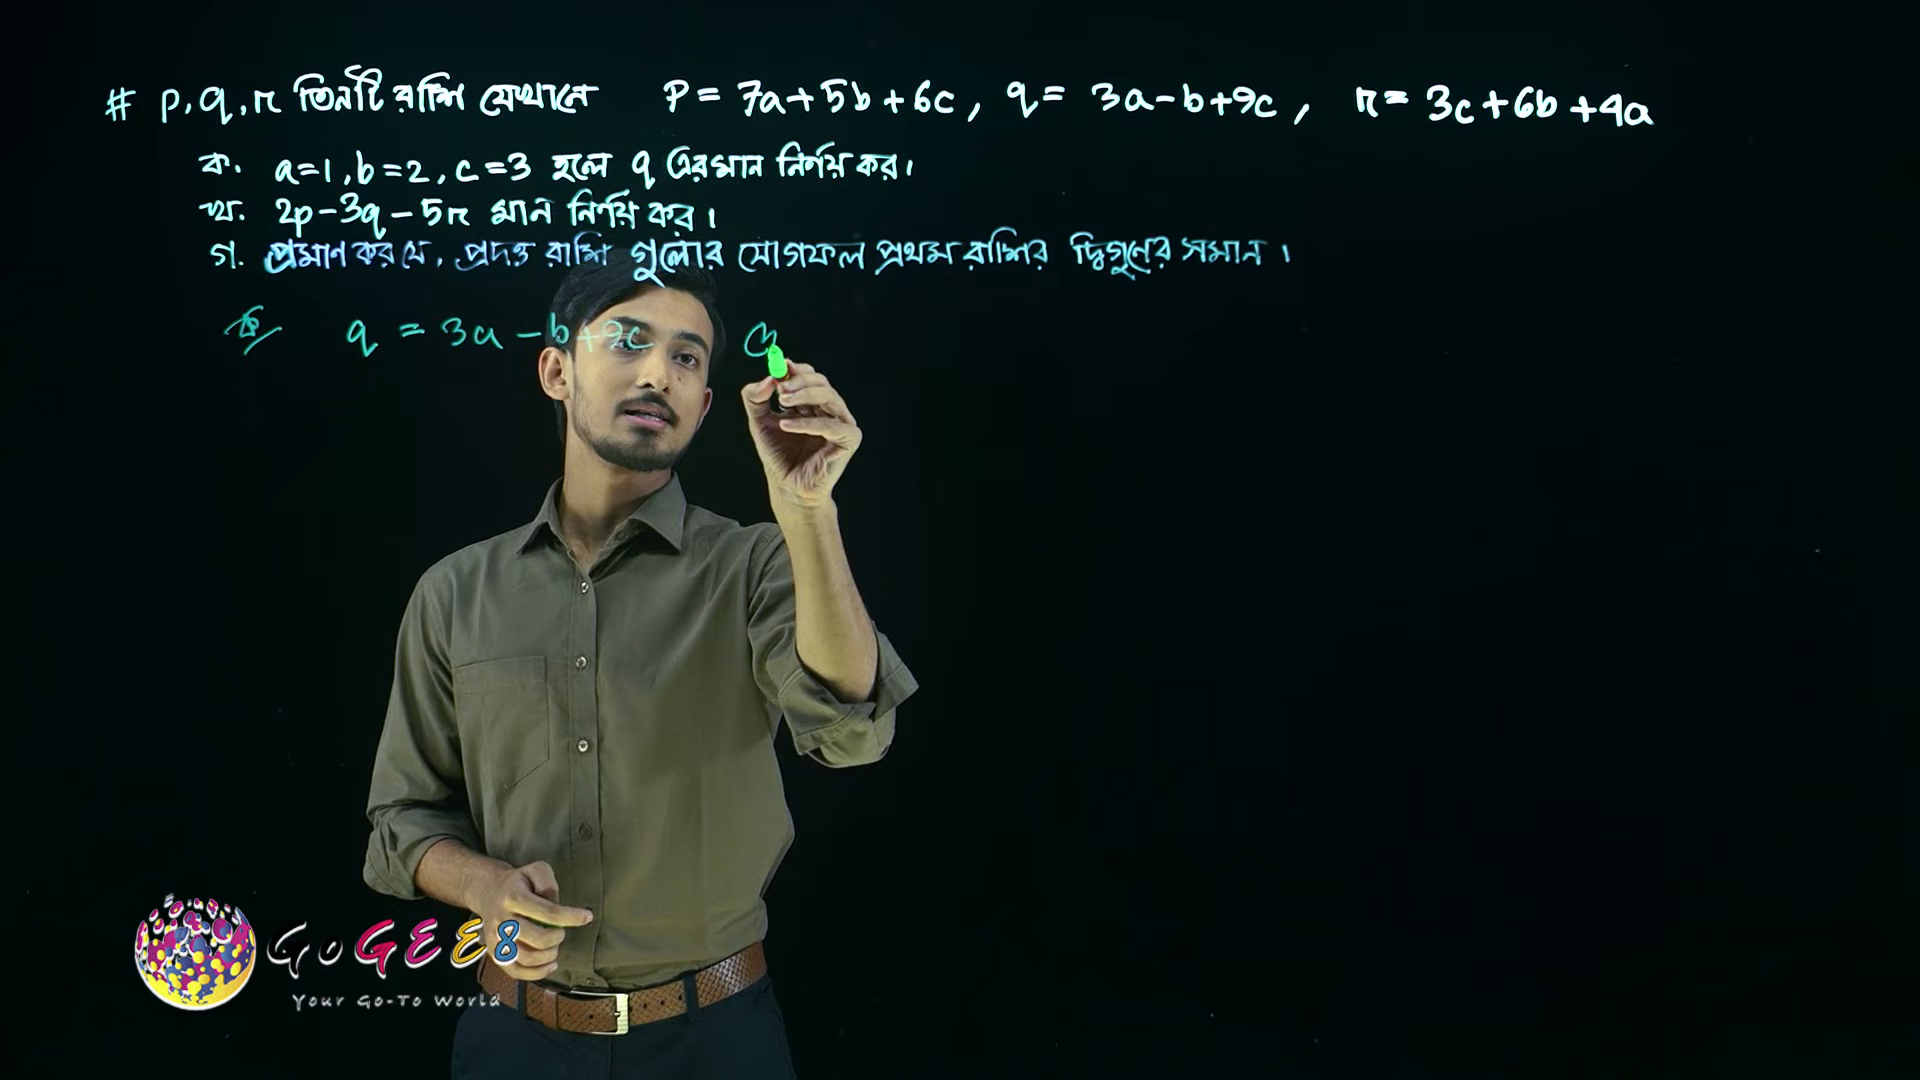 # p, q, r তিনটি রাশি যেখানে P = 7a+5b+6c, q = 3a-b+9c, r = 3c+6b+4a
ক. a=1, b=2, c=3 হলে q এর মান নির্ণয় কর।
খ. 2p-3q-5r মান নির্ণয় কর।
গ. প্রমাণ কর যে, প্রদত্ত রাশি গুলোর যোগফল প্রথম রাশির দ্বিগুনের সমান।
ক q = 3a-b+9c
GoGEE8
Your Go-To World